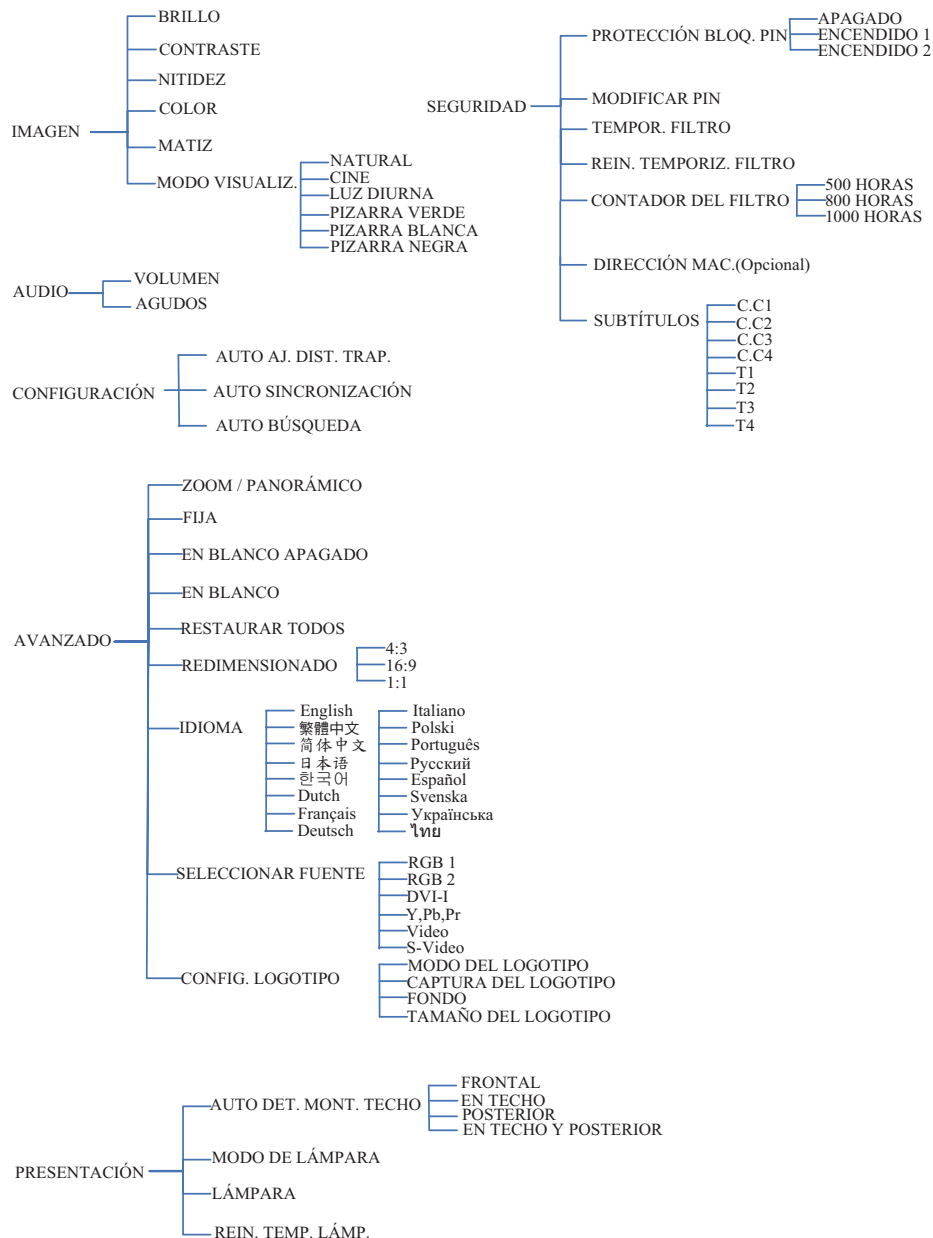 IMAGEN
BRILLO
CONTRASTE
NITIDEZ
COLOR
MATIZ
MODO VISUALIZ.
NATURAL
CINE
LUZ DIURNA
PIZARRA VERDE
PIZARRA BLANCA
PIZARRA NEGRA
AUDIO
VOLUMEN
AGUDOS
CONFIGURACIÓN
AUTO AJ. DIST. TRAP.
AUTO SINCRONIZACIÓN
AUTO BÚSQUEDA
SEGURIDAD
PROTECCIÓN BLOQ. PIN
APAGADO
ENCENDIDO 1
ENCENDIDO 2
MODIFICAR PIN
TEMPOR. FILTRO
REIN. TEMPORIZ. FILTRO
CONTADOR DEL FILTRO
500 HORAS
800 HORAS
1000 HORAS
DIRECCIÓN MAC.(Opcional)
SUBTÍTULOS
C.C1
C.C2
C.C3
C.C4
T1
T2
T3
T4
AVANZADO
ZOOM / PANORÁMICO
FIJA
EN BLANCO APAGADO
EN BLANCO
RESTAURAR TODOS
REDIMENSIONADO
4:3
16:9
1:1
IDIOMA
English
繁體中文
简体中文
日本语
한국어
Dutch
Français
Deutsch
Italiano
Polski
Português
Русский
Español
Svenska
Українська
ไทย
SELECCIONAR FUENTE
RGB 1
RGB 2
DVI-I
Y,Pb,Pr
Video
S-Video
CONFIG. LOGOTIPO
MODO DEL LOGOTIPO
CAPTURA DEL LOGOTIPO
FONDO
TAMAÑO DEL LOGOTIPO
PRESENTACIÓN
AUTO DET. MONT. TECHO
FRONTAL
EN TECHO
POSTERIOR
EN TECHO Y POSTERIOR
MODO DE LÁMPARA
LÁMPARA
REIN. TEMP. LÁMP.